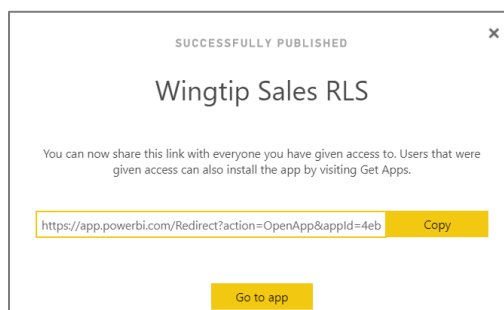 SUCCESSFULLY PUBLISHED
Wingtip Sales RLS
You can now share this link with everyone you have given access to. Users that were
given access can also install the app by visiting Get Apps.
https://app.powerbi.com/Redirect?action=OpenApp&appId=4eb
Copy
Go to app